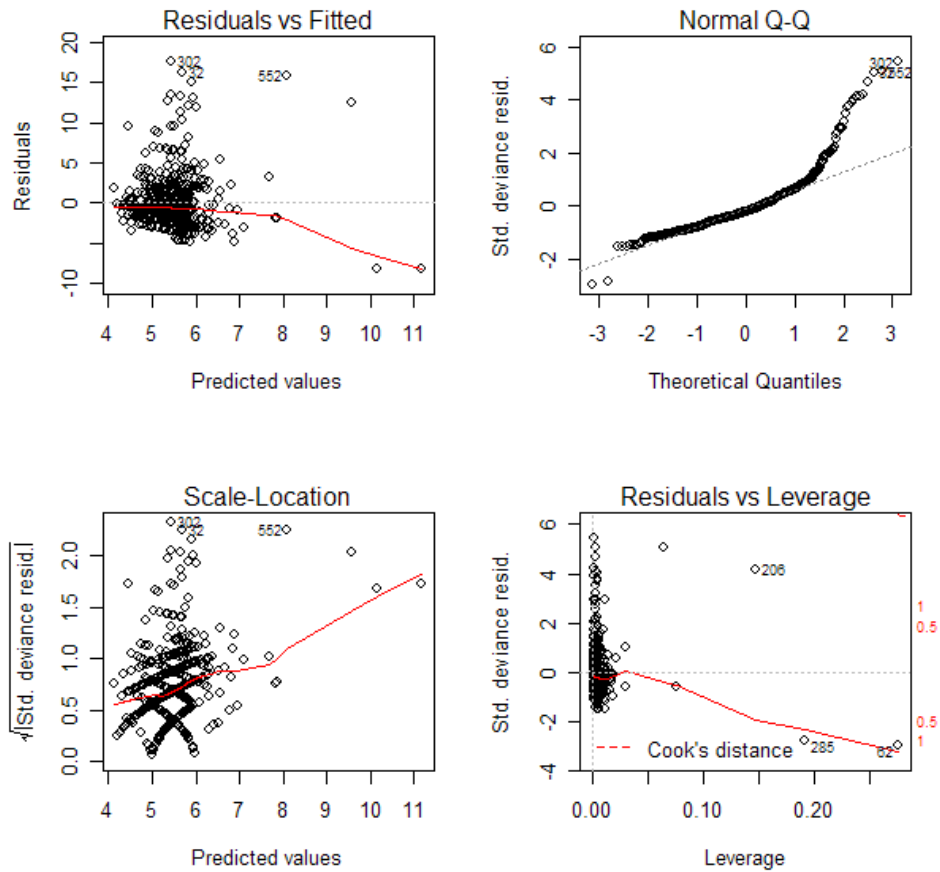 Residuals vs Fitted
Residuals
20
15
10
5
0
-10
302
32
552
4 5 6 7 8 9 10 11
Predicted values
Normal Q-Q
Std. deviance resid.
6
4
2
0
-2
302
552
-3 -2 -1 0 1 2 3
Theoretical Quantiles
Scale-Location
√|Std. deviance resid.|
2.0
1.5
1.0
0.5
0.0
302
32
552
4 5 6 7 8 9 10 11
Predicted values
Residuals vs Leverage
Std. deviance resid.
6
4
2
0
-2
-4
206
285
62
1
0.5
0.5
1
Cook's distance
0.00 0.10 0.20
Leverage